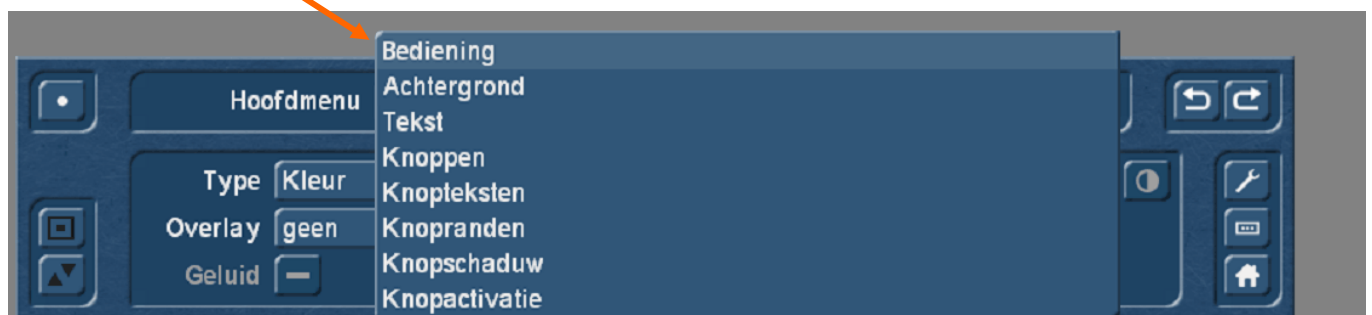 Bediening
Hoofdmenu
Achtergrond
Tekst
Knoppen
Type Kleur
Knopteksten
Overlay geen
Knopranden
Geluid
Knopschaduw
Knopactivatie